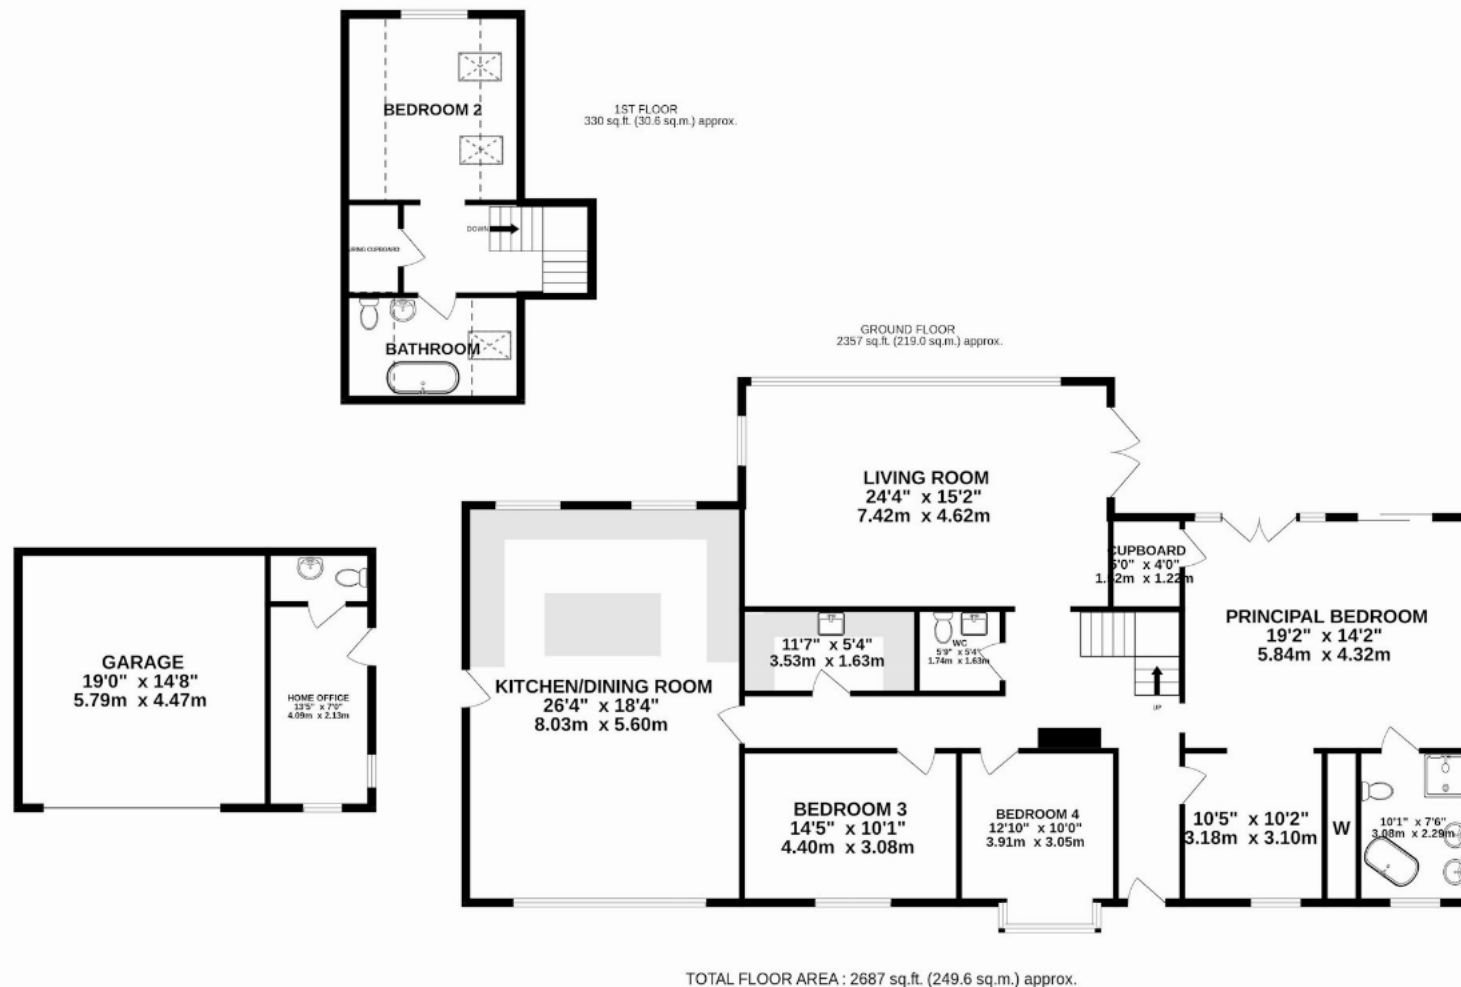 1ST FLOOR
330 sq.ft. (30.6 sq.m.) approx.
BEDROOM 2
DOWN
CUPBOARD
BATHROOM
GROUND FLOOR
2357 sq.ft. (219.0 sq.m.) approx.
LIVING ROOM
24'4" x 15'2"
7.42m x 4.62m
CUPBOARD
5'0" x 4'0"
1.52m x 1.22m
PRINCIPAL BEDROOM
19'2" x 14'2"
5.84m x 4.32m
11'7" x 5'4"
3.53m x 1.63m
WC
5'9" x 5'4"
1.74m x 1.63m
GARAGE
19'0" x 14'8"
5.79m x 4.47m
HOME OFFICE
13'5" x 7'0"
4.09m x 2.13m
KITCHEN/DINING ROOM
26'4" x 18'4"
8.03m x 5.60m
UP
BEDROOM 3
14'5" x 10'1"
4.40m x 3.08m
BEDROOM 4
12'10" x 10'0"
3.91m x 3.05m
10'5" x 10'2"
3.18m x 3.10m
W
10'1" x 7'6"
3.08m x 2.29m
TOTAL FLOOR AREA : 2687 sq.ft. (249.6 sq.m.) approx.